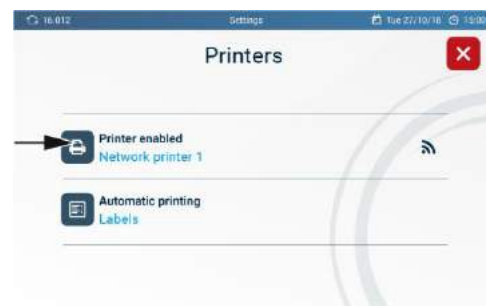 16.012 Settings Tue 27/10/18 15:00
Printers
Printer enabled
Network printer 1
Automatic printing
Labels